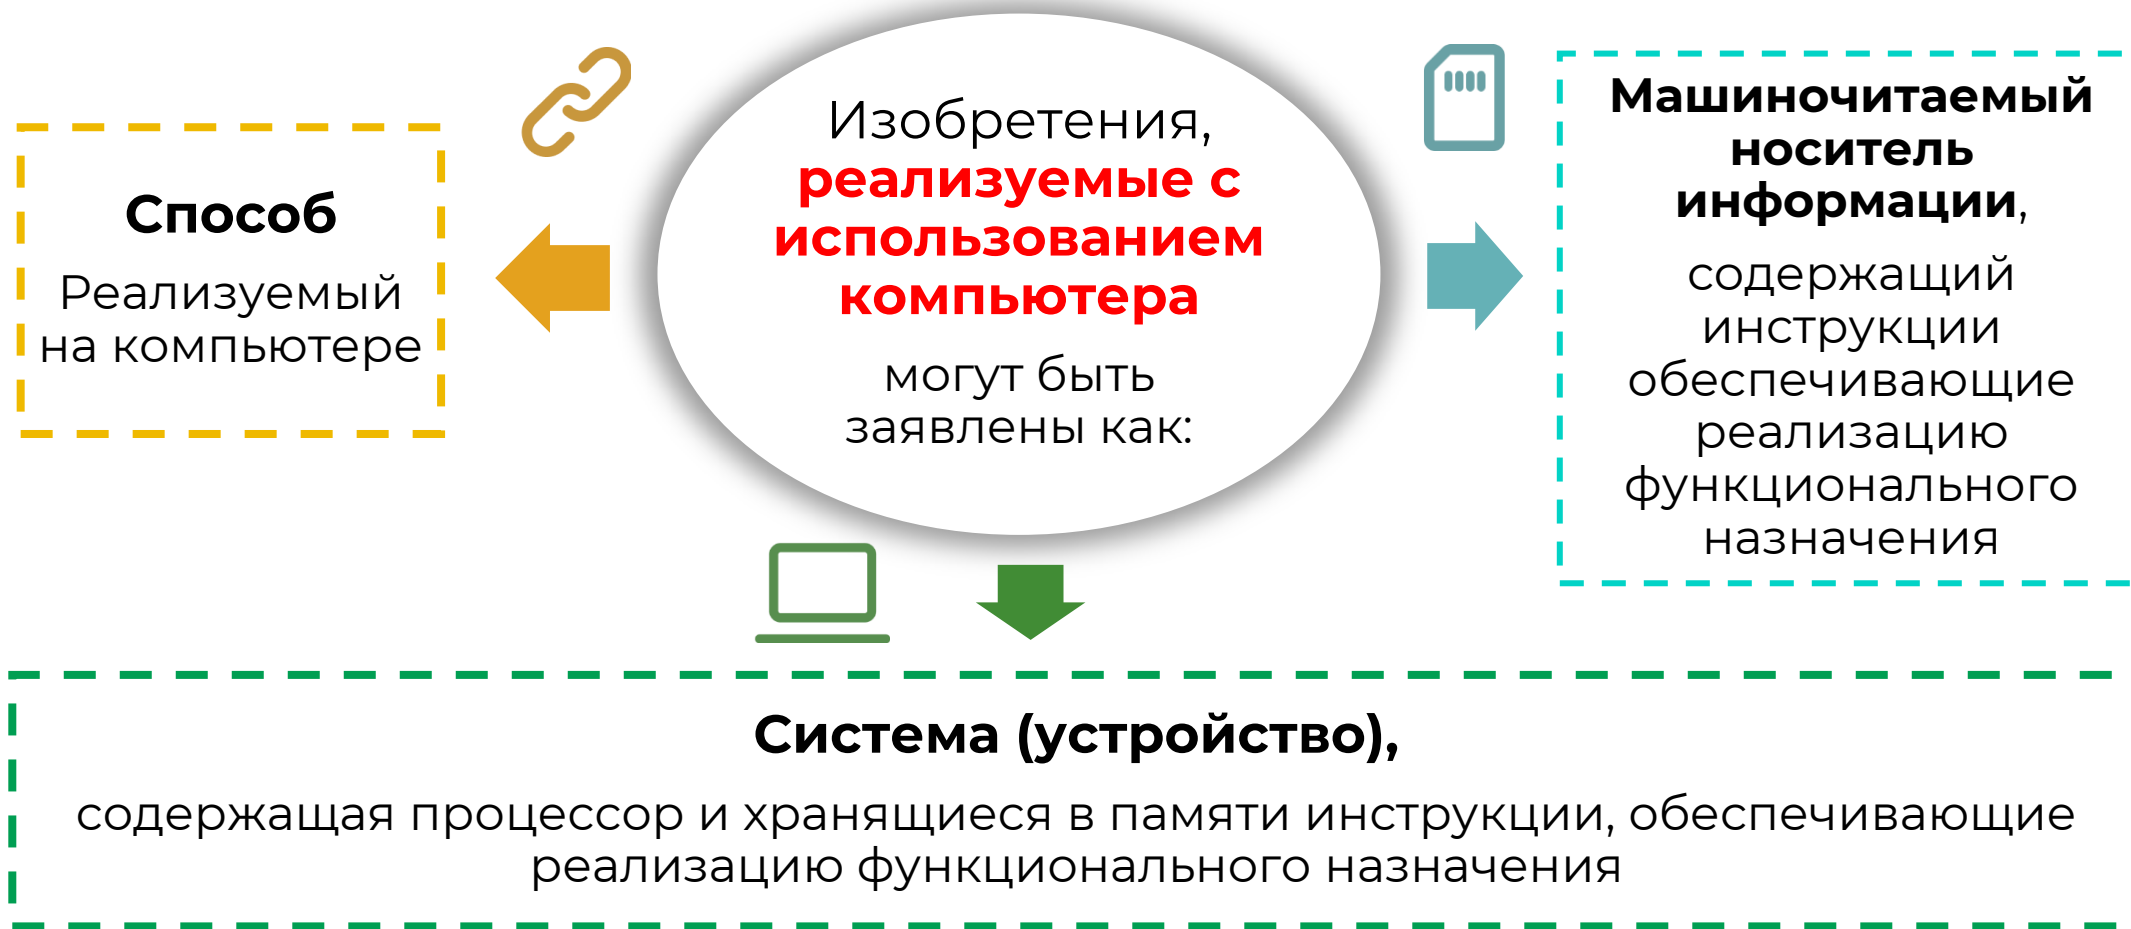 Изобретения,
реализуемые с
использованием
компьютера
могут быть
заявлены как:
Способ
Реализуемый
на компьютере
Машиночитаемый
носитель
информации,
содержащий
инструкции
обеспечивающие
реализацию
функционального
назначения
Система (устройство),
содержащая процессор и хранящиеся в памяти инструкции, обеспечивающие
реализацию функционального назначения